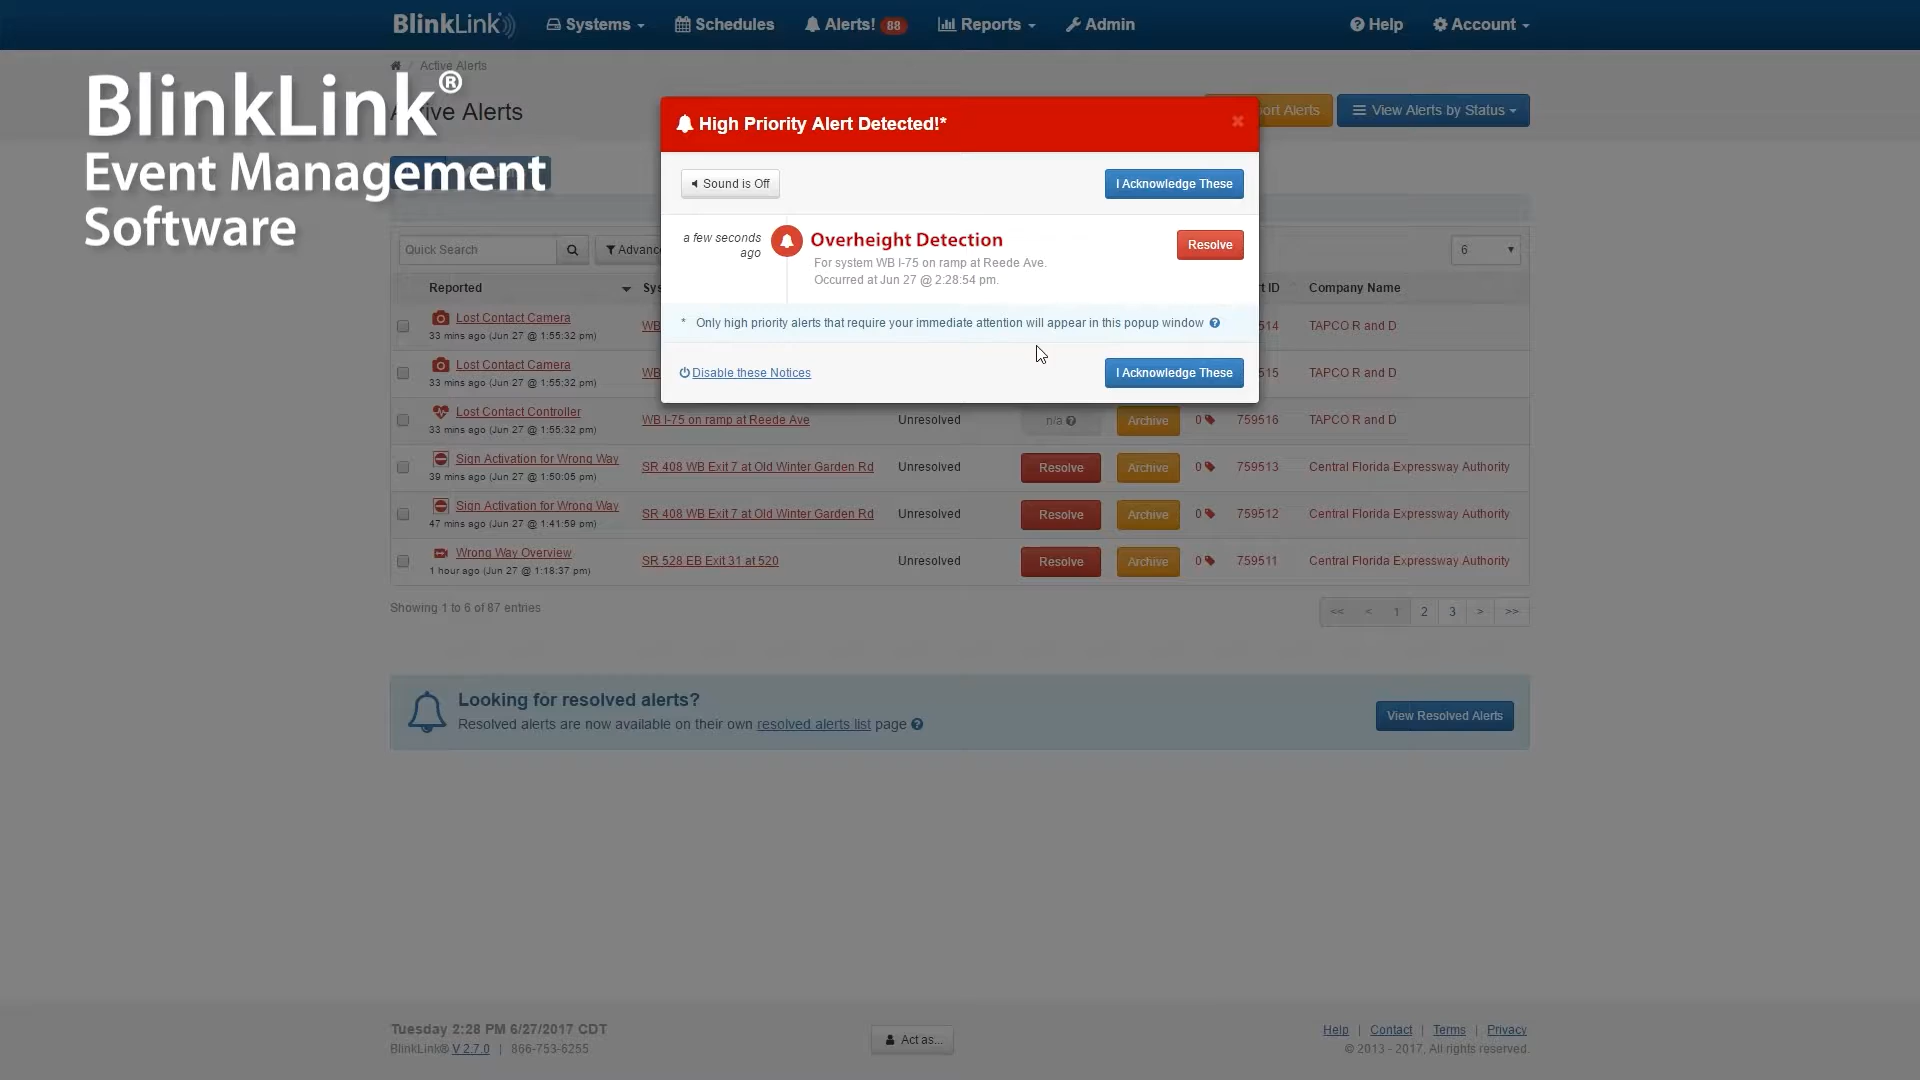 BlinkLink
Systems
Schedules
Alerts! 88
Reports
Admin
Help
Account
/ Active Alerts
BlinkLink®
Event Management
Software
ive Alerts
ort Alerts
View Alerts by Status
High Priority Alert Detected!*
Sound is Off
I Acknowledge These
a few seconds
ago
Overheight Detection
For system WB I-75 on ramp at Reede Ave.
Occurred at Jun 27 @ 2:28:54 pm.
Resolve
* Only high priority alerts that require your immediate attention will appear in this popup window
Disable these Notices
I Acknowledge These
Quick Search
Advanc
6
Reported Sys t ID Company Name
Lost Contact Camera WB 514 TAPCO R and D
33 mins ago (Jun 27 @ 1:55:32 pm)
Lost Contact Camera WB 515 TAPCO R and D
33 mins ago (Jun 27 @ 1:55:32 pm)
Lost Contact Controller WB I-75 on ramp at Reede Ave Unresolved n/a Archive 0 759516 TAPCO R and D
33 mins ago (Jun 27 @ 1:55:32 pm)
Sign Activation for Wrong Way SR 408 WB Exit 7 at Old Winter Garden Rd Unresolved Resolve Archive 0 759513 Central Florida Expressway Authority
39 mins ago (Jun 27 @ 1:50:05 pm)
Sign Activation for Wrong Way SR 408 WB Exit 7 at Old Winter Garden Rd Unresolved Resolve Archive 0 759512 Central Florida Expressway Authority
47 mins ago (Jun 27 @ 1:41:59 pm)
Wrong Way Overview SR 528 EB Exit 31 at 520 Unresolved Resolve Archive 0 759511 Central Florida Expressway Authority
1 hour ago (Jun 27 @ 1:18:37 pm)
Showing 1 to 6 of 87 entries
<< < 1 2 3 > >>
Looking for resolved alerts?
Resolved alerts are now available on their own resolved alerts list page
View Resolved Alerts
Tuesday 2:28 PM 6/27/2017 CDT
BlinkLink® V 2.7.0 | 866-753-6255
Act as...
Help | Contact | Terms | Privacy
© 2013 - 2017, All rights reserved.